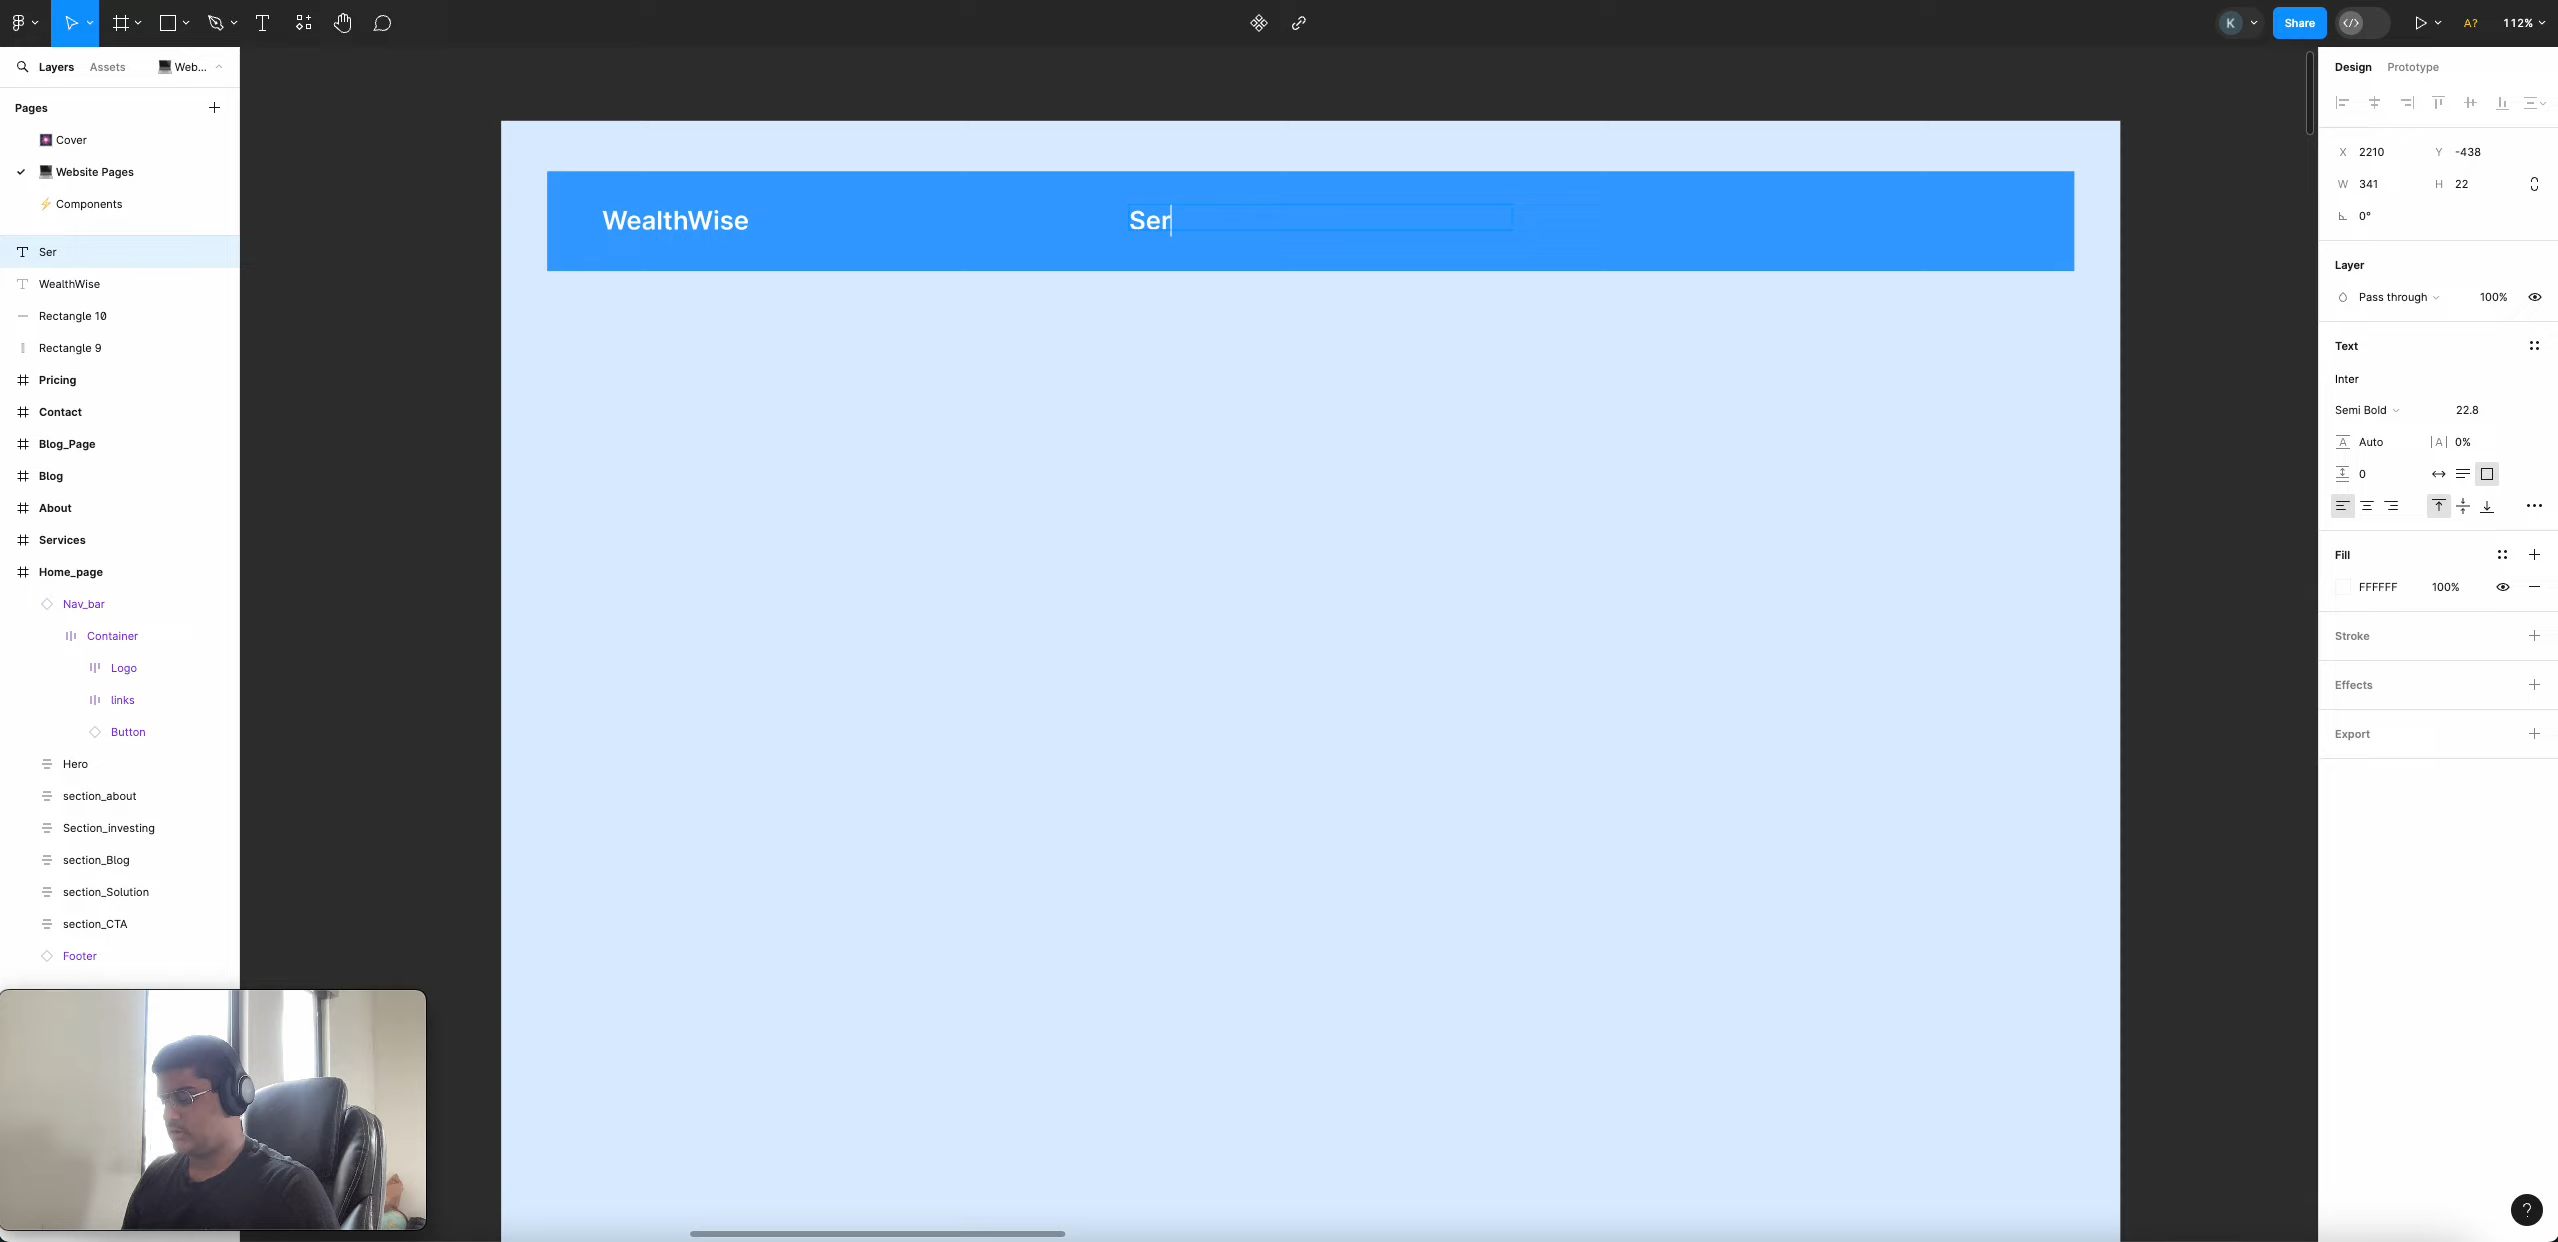 K
Share
A?
112%
Layers
Assets
Web...
Pages
Cover
Website Pages
Components
Ser
WealthWise
Rectangle 10
Rectangle 9
Pricing
Contact
Blog_Page
Blog
About
Services
Home_page
Nav_bar
Container
Logo
links
Button
Hero
section_about
Section_investing
section_Blog
section_Solution
section_CTA
Footer
WealthWise
Ser
Design
Prototype
X 2210 Y -438
W 341 H 22
0°
Layer
Pass through 100%
Text
Inter
Semi Bold 22.8
A Auto |A| 0%
0
Fill
FFFFFF 100%
Stroke
Effects
Export
?